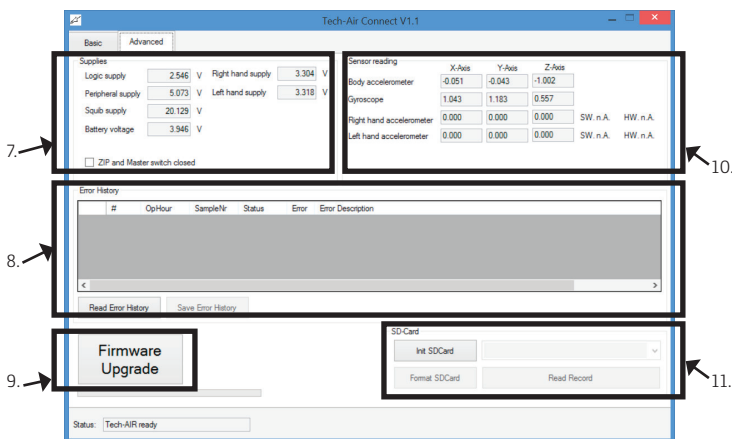 Tech-Air Connect V1.1
Basic Advanced
Supplies
Logic supply 2.546 V Right hand supply 3.304 V
Peripheral supply 5.073 V Left hand supply 3.318 V
Squib supply 20.129 V
Battery voltage 3.946 V
ZIP and Master switch closed
7.
Sensor reading
X-Axis Y-Axis Z-Axis
Body accelerometer -0.051 -0.043 -1.002
Gyroscope 1.043 1.183 0.557
Right hand accelerometer 0.000 0.000 0.000 SW. n.A. HW. n.A.
Left hand accelerometer 0.000 0.000 0.000 SW. n.A. HW. n.A.
10.
Error History
# OpHour SampleNr Status Error Error Description
8.
Read Error History Save Error History
Firmware
Upgrade
9.
SD-Card
Init SDCard
Format SDCard Read Record
11.
Status: Tech-AIR ready